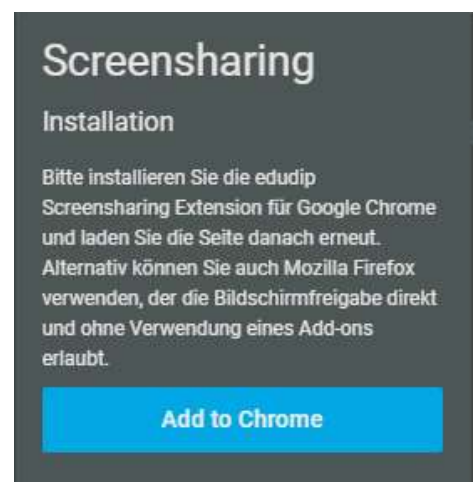 Screensharing
Installation
Bitte installieren Sie die edudip
Screensharing Extension für Google Chrome
und laden Sie die Seite danach erneut.
Alternativ können Sie auch Mozilla Firefox
verwenden, der die Bildschirmfreigabe direkt
und ohne Verwendung eines Add-ons
erlaubt.
Add to Chrome